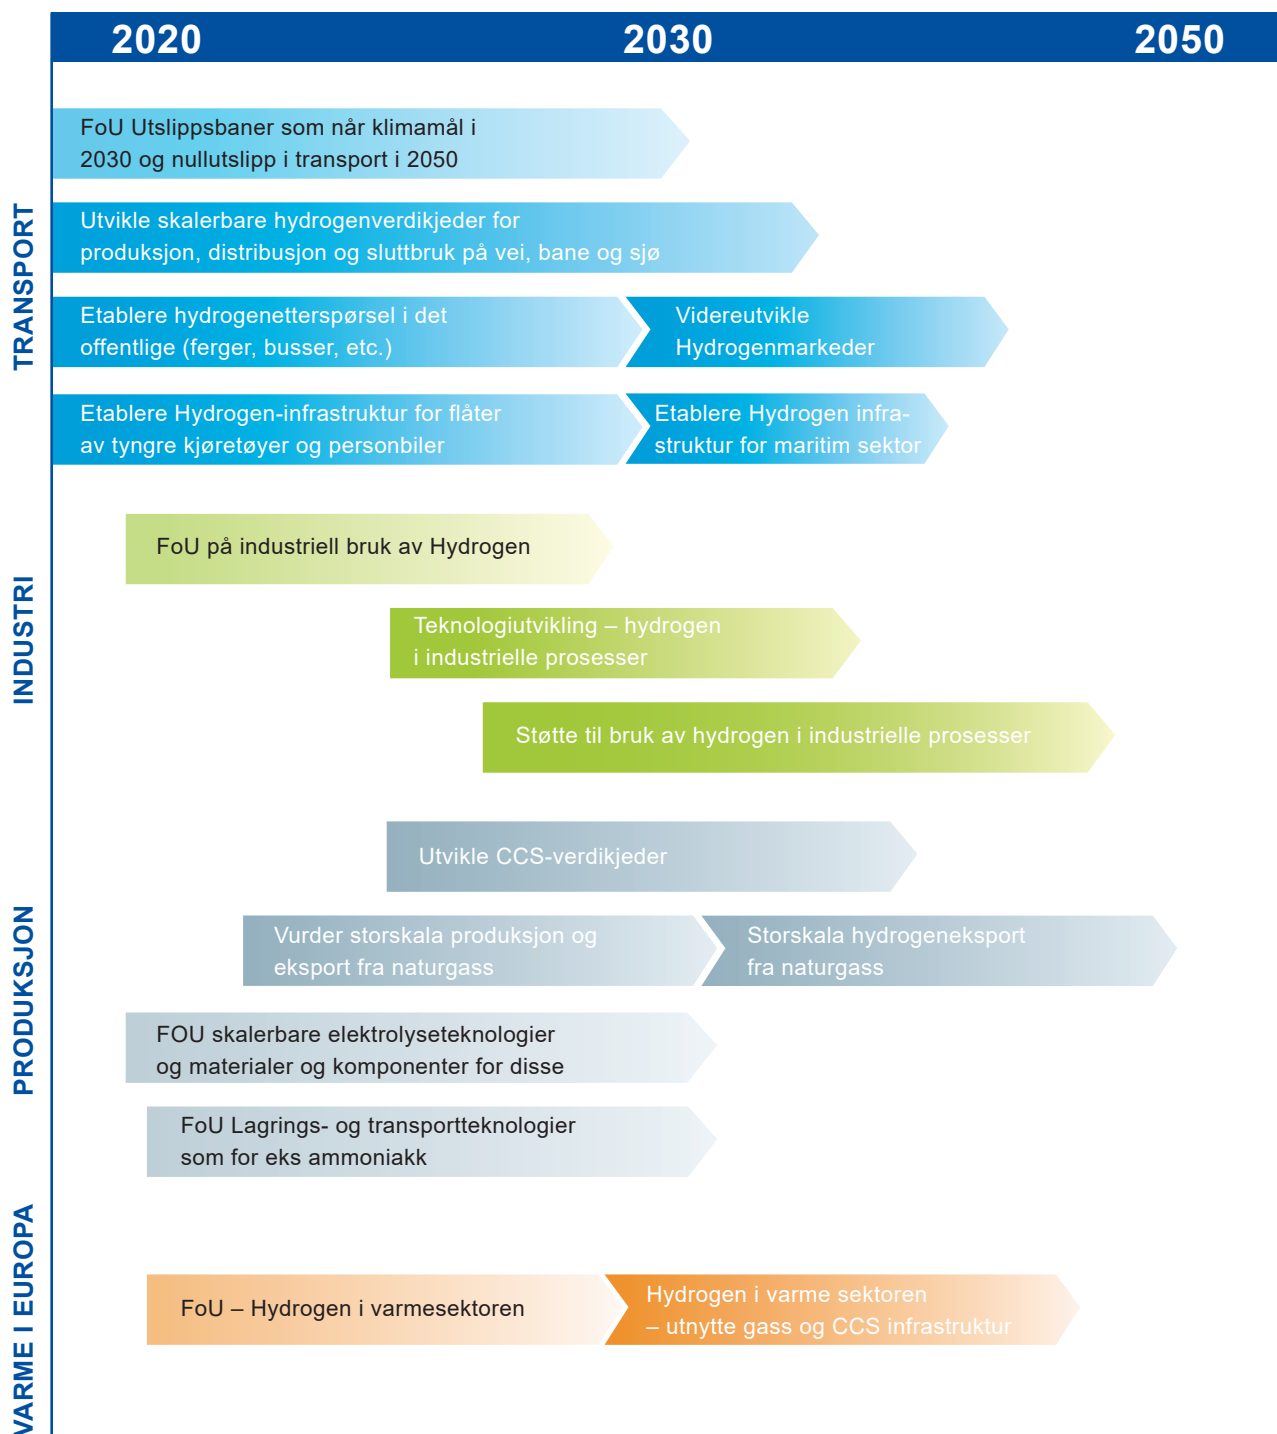 2020 2030 2050
TRANSPORT
FoU Utslippsbaner som når klimamål i
2030 og nullutslipp i transport i 2050
Utvikle skalerbare hydrogenverdikjeder for
produksjon, distribusjon og sluttbruk på vei, bane og sjø
Etablere hydrogenetterspørsel i det
offentlige (ferger, busser, etc.)
Videreutvikle
Hydrogenmarkeder
Etablere Hydrogen-infrastruktur for flåter
av tyngre kjøretøyer og personbiler
Etablere Hydrogen infra-
struktur for maritim sektor
INDUSTRI
FoU på industriell bruk av Hydrogen
Teknologiutvikling – hydrogen
i industrielle prosesser
Støtte til bruk av hydrogen i industrielle prosesser
PRODUKSJON
Utvikle CCS-verdikjeder
Vurder storskala produksjon og
eksport fra naturgass
Storskala hydrogeneksport
fra naturgass
FOU skalerbare elektrolyseteknologier
og materialer og komponenter for disse
FoU Lagrings- og transportteknologier
som for eks ammoniakk
VARME I EUROPA
FoU – Hydrogen i varmesektoren
Hydrogen i varme sektoren
– utnytte gass og CCS infrastruktur